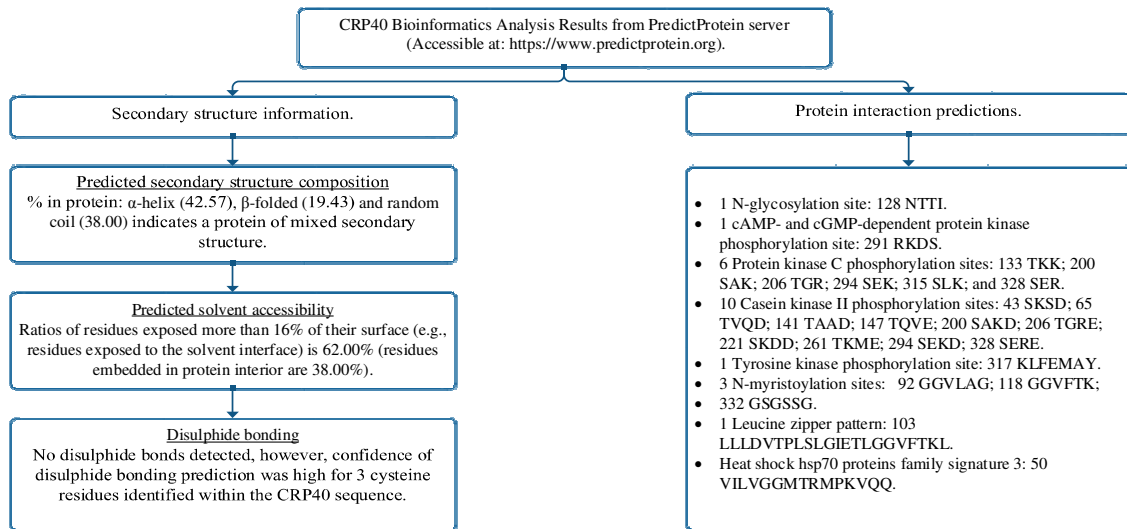 CRP40 Bioinformatics Analysis Results from PredictProtein server
(Accessible at: https://www.predictprotein.org).
Secondary structure information.
Predicted secondary structure composition
% in protein: α-helix (42.57), β-folded (19.43) and random
coil (38.00) indicates a protein of mixed secondary
structure.
Predicted solvent accessibility
Ratios of residues exposed more than 16% of their surface (e.g.,
residues exposed to the solvent interface) is 62.00% (residues
embedded in protein interior are 38.00%).
Disulphide bonding
No disulphide bonds detected, however, confidence of
disulphide bonding prediction was high for 3 cysteine
residues identified within the CRP40 sequence.
Protein interaction predictions.
• 1 N-glycosylation site: 128 NTTI.
• 1 cAMP- and cGMP-dependent protein kinase
phosphorylation site: 291 RKDS.
• 6 Protein kinase C phosphorylation sites: 133 TKK; 200
SAK; 206 TGR; 294 SEK; 315 SLK; and 328 SER.
• 10 Casein kinase II phosphorylation sites: 43 SKSD; 65
TVQD; 141 TAAD; 147 TQVE; 200 SAKD; 206 TGRE;
221 SKDD; 261 TKME; 294 SEKD; 328 SERE.
• 1 Tyrosine kinase phosphorylation site: 317 KLFEMAY.
• 3 N-myristoylation sites: 92 GGVLAG; 118 GGVFTK;
• 332 GSGSSG.
• 1 Leucine zipper pattern: 103
LLLDVTPLSLGIETLGGVFTKL.
• Heat shock hsp70 proteins family signature 3: 50
VILVGGMTRMPKVQQ.